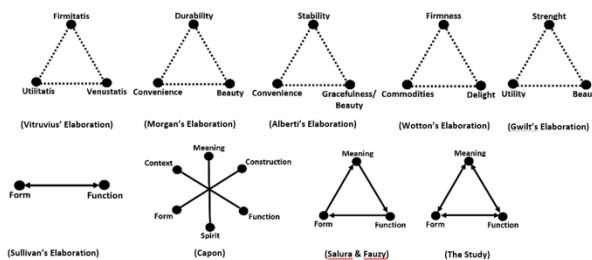 Firmitatis
Utilitatis
Venustatis
(Vitruvius' Elaboration)
Durability
Convenience
Beauty
(Morgan's Elaboration)
Stability
Convenience
Gracefulness/
Beauty
(Alberti's Elaboration)
Firmness
Commodities
Delight
(Wotton's Elaboration)
Strenght
Utility
Beau
(Gwilt's Elaboration)
Form
Function
(Sullivan's Elaboration)
Meaning
Context
Construction
Form
Function
Spirit
(Capon)
Meaning
Form
Function
(Salura & Fauzy)
Meaning
Form
Function
(The Study)